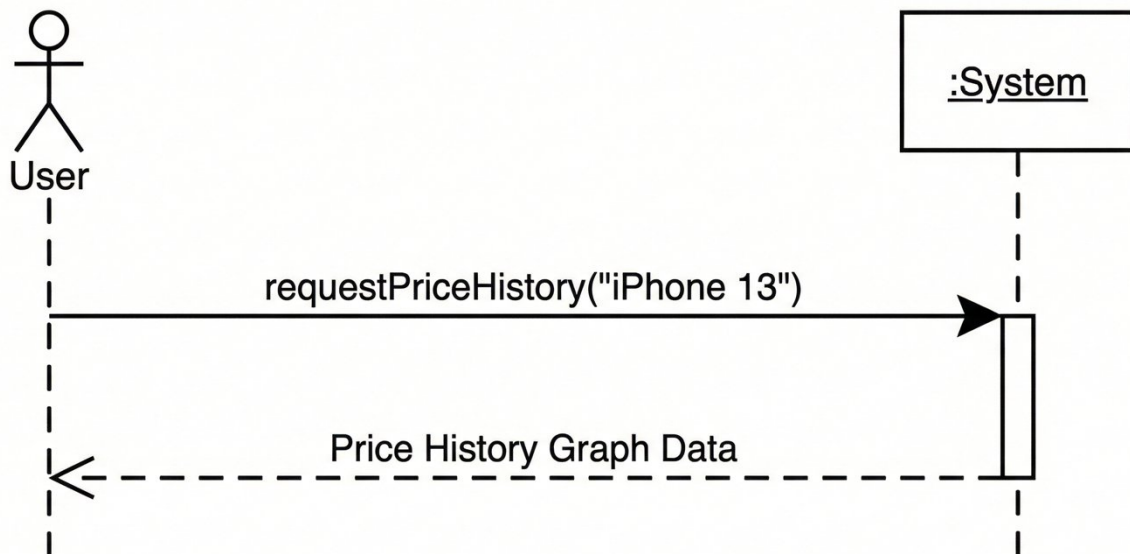 :System
User
requestPriceHistory("iPhone 13")
Price History Graph Data